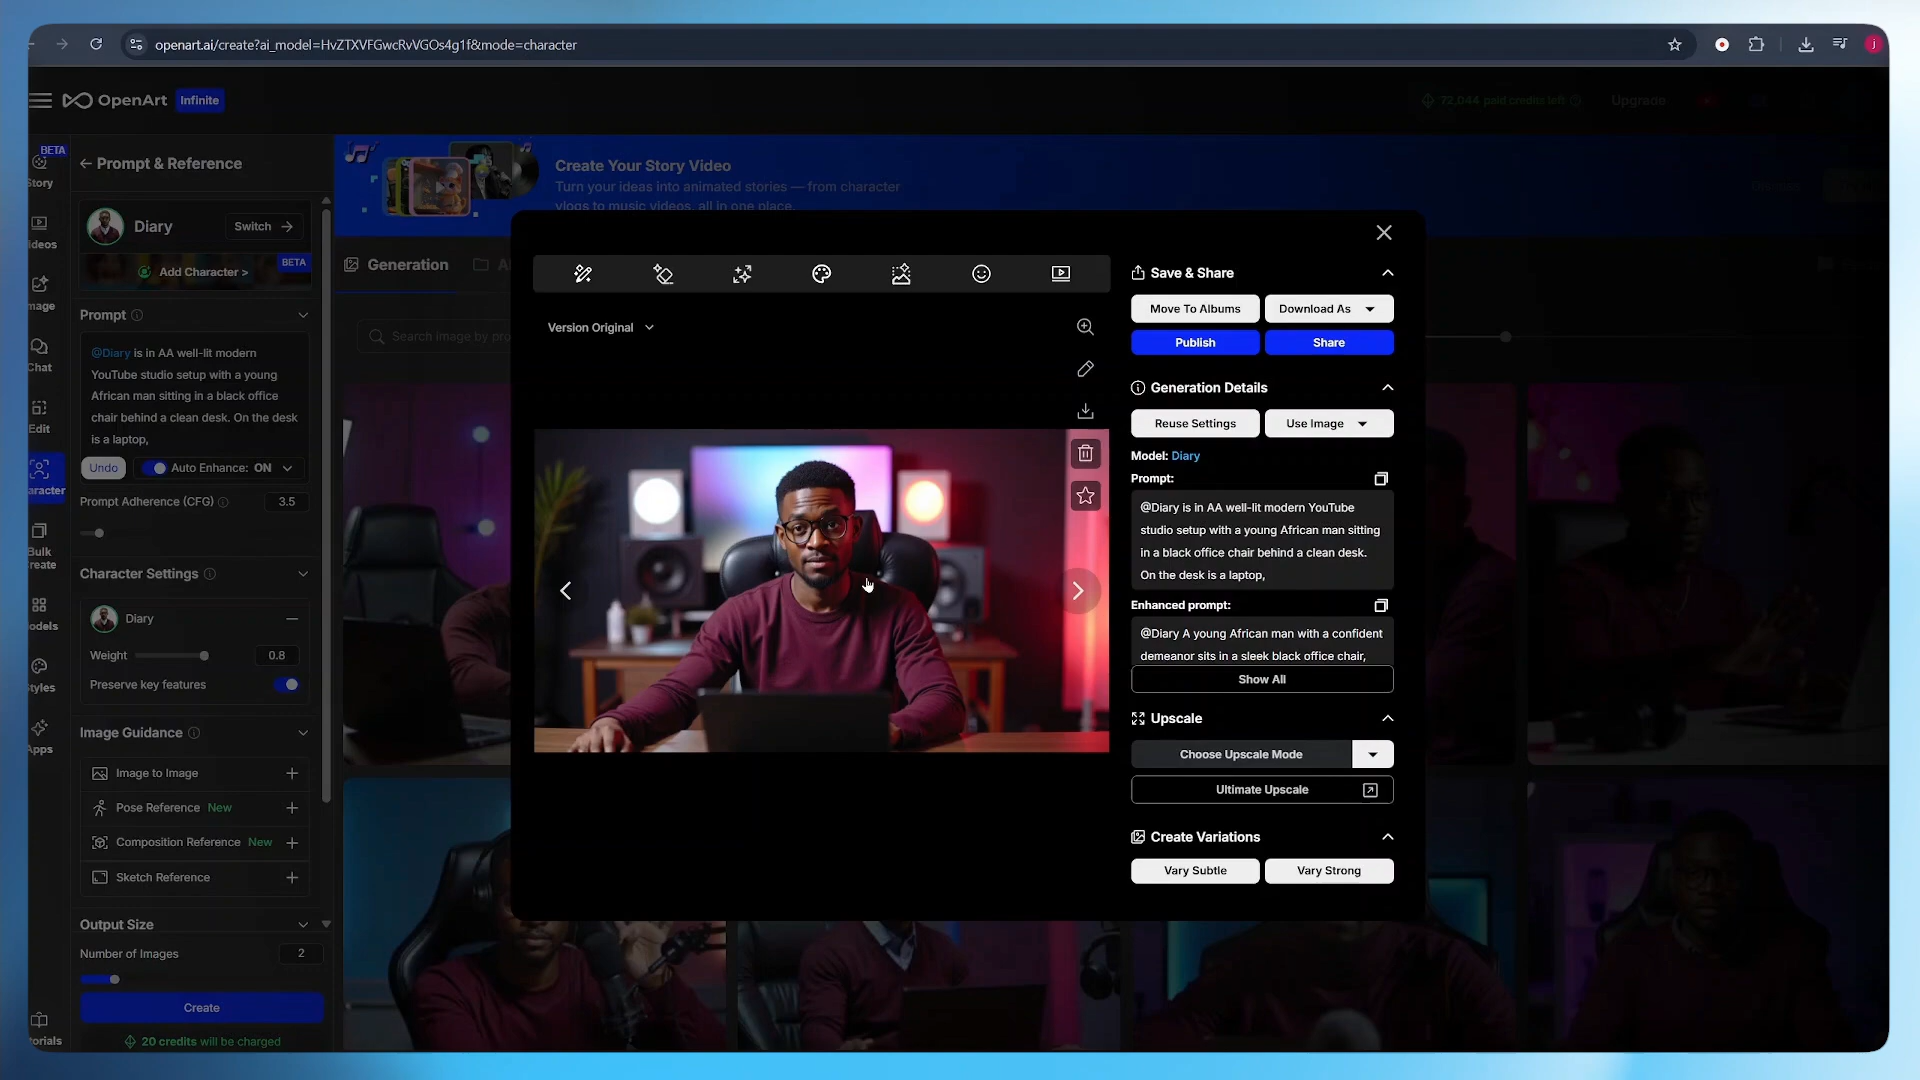 openart.ai/create?ai_model=HvZTXVFGwcRvVGOs4g1f&mode=character
j
OpenArt
Infinite
72,044 paid credits left
Upgrade
BETA
Story
Prompt & Reference
Create Your Story Video
Turn your ideas into animated stories — from character
vlogs to music videos, all in one place.
Diary
Switch
BETA
Add Character >
Generation
Prompt
@Diary is in AA well-lit modern
YouTube studio setup with a young
African man sitting in a black office
chair behind a clean desk. On the desk
is a laptop,
Undo
Auto Enhance: ON
Prompt Adherence (CFG)
3.5
Chat
Edit
Character Settings
Diary
Weight
0.8
Preserve key features
Image Guidance
Image to Image
Pose Reference New
Composition Reference New
Sketch Reference
Output Size
Number of Images
2
Create
20 credits will be charged
Bulk
Apps
Search image by pro
Version Original
Save & Share
Move To Albums
Download As
Publish
Share
Generation Details
Reuse Settings
Use Image
Model: Diary
Prompt:
@Diary is in AA well-lit modern YouTube
studio setup with a young African man sitting
in a black office chair behind a clean desk.
On the desk is a laptop,
Enhanced prompt:
@Diary A young African man with a confident
demeanor sits in a sleek black office chair,
Show All
Upscale
Choose Upscale Mode
Ultimate Upscale
Create Variations
Vary Subtle
Vary Strong